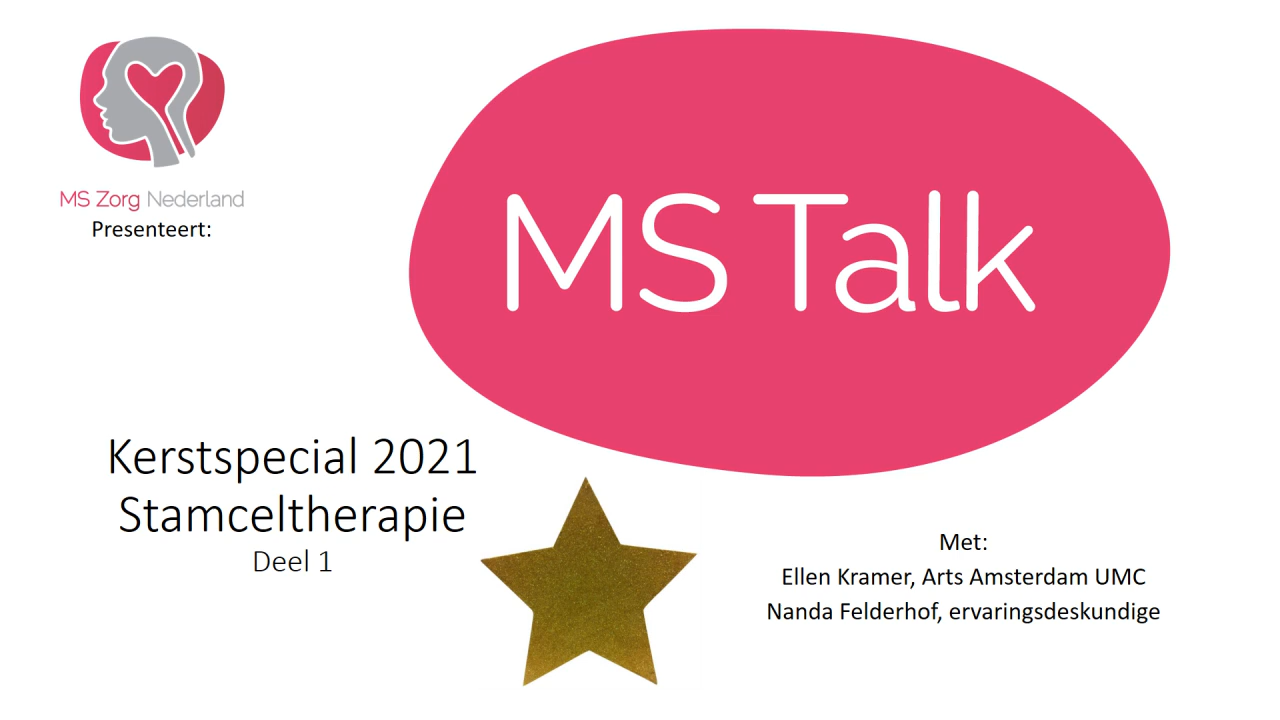 MS Zorg Nederland
Presenteert:
MS Talk
Kerstspecial 2021
Stamceltherapie
Deel 1
Met:
Ellen Kramer, Arts Amsterdam UMC
Nanda Felderhof, ervaringsdeskundige